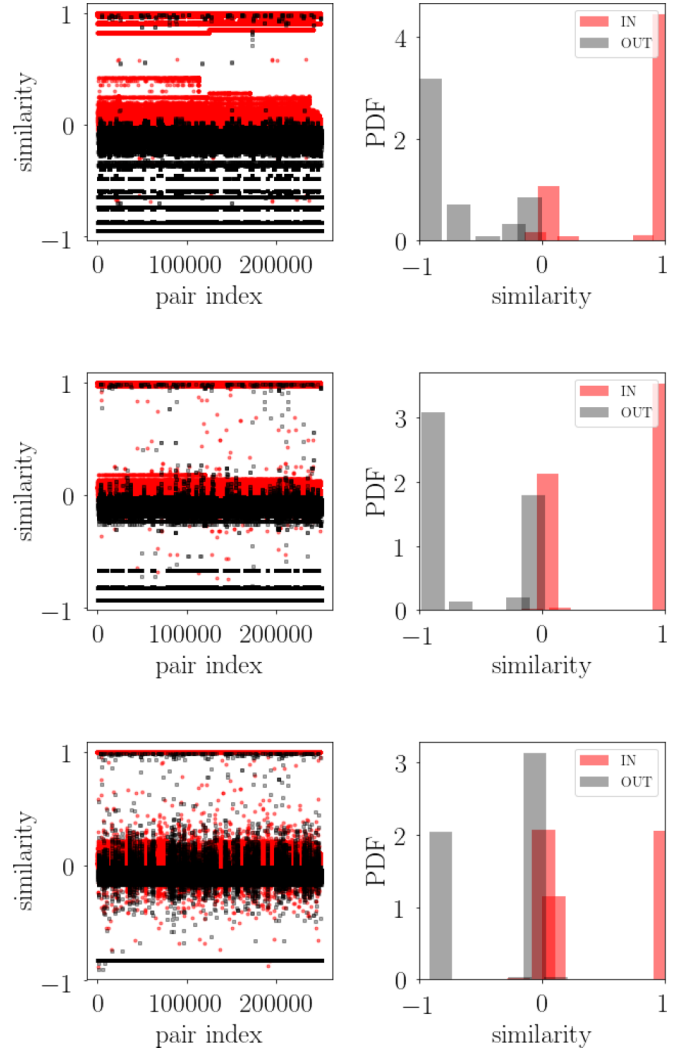 1
0
−1
similarity
0
100000
200000
pair index
4
2
0
PDF
−1
0
1
similarity
IN
OUT
1
0
−1
similarity
0
100000
200000
pair index
3
2
1
0
PDF
−1
0
1
similarity
IN
OUT
1
0
−1
similarity
0
100000
200000
pair index
3
2
1
0
PDF
−1
0
1
similarity
IN
OUT